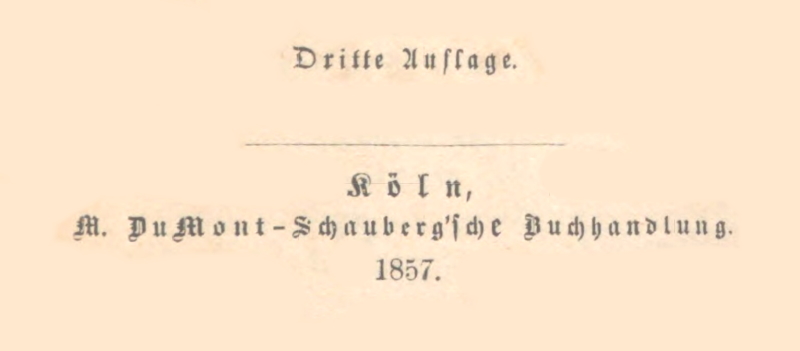 Dritte Auflage.
Köln,
M. DuMont-Schauberg'sche Buchhandlung.
1857.